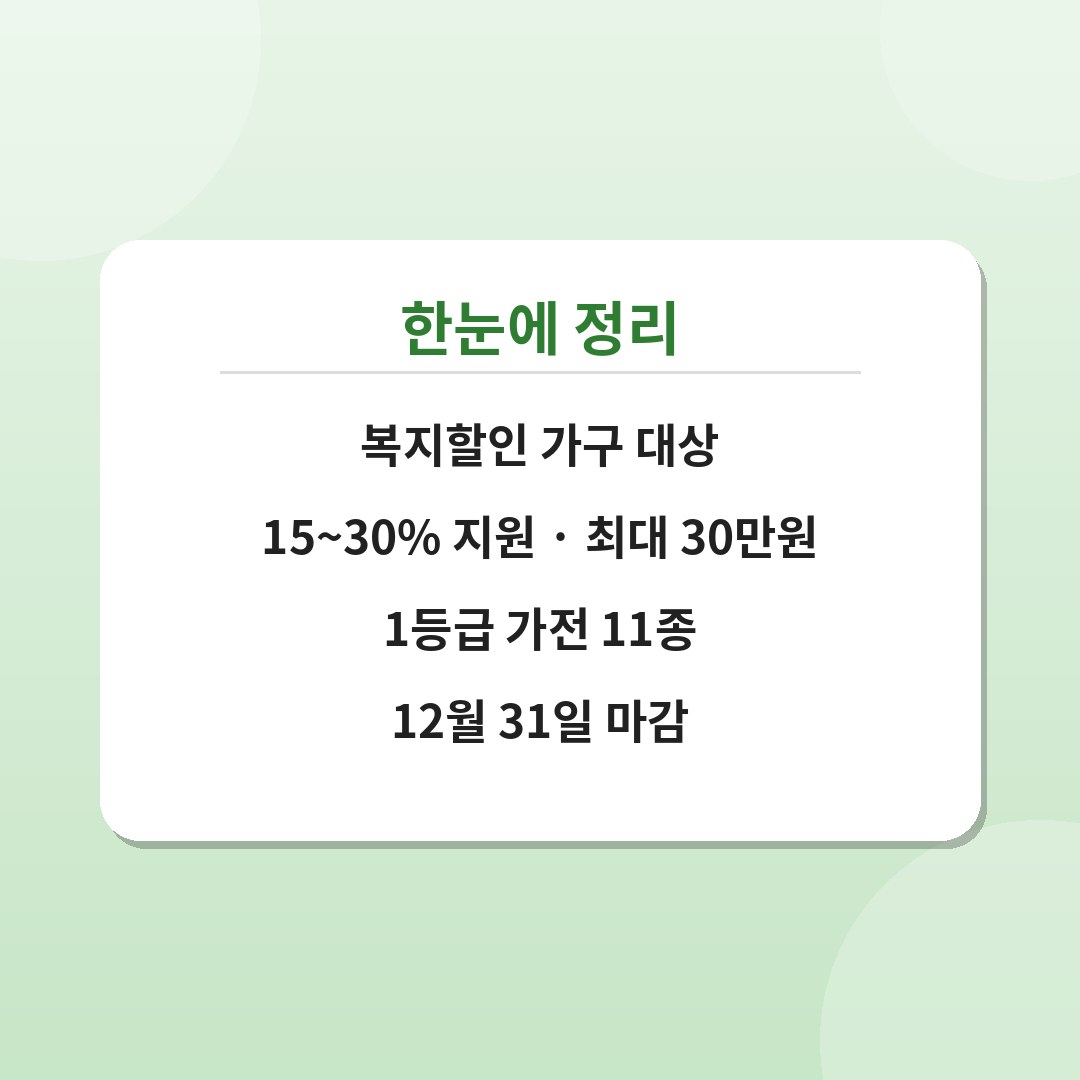 한눈에 정리
복지할인 가구 대상
15~30% 지원 · 최대 30만원
1등급 가전 11종
12월 31일 마감